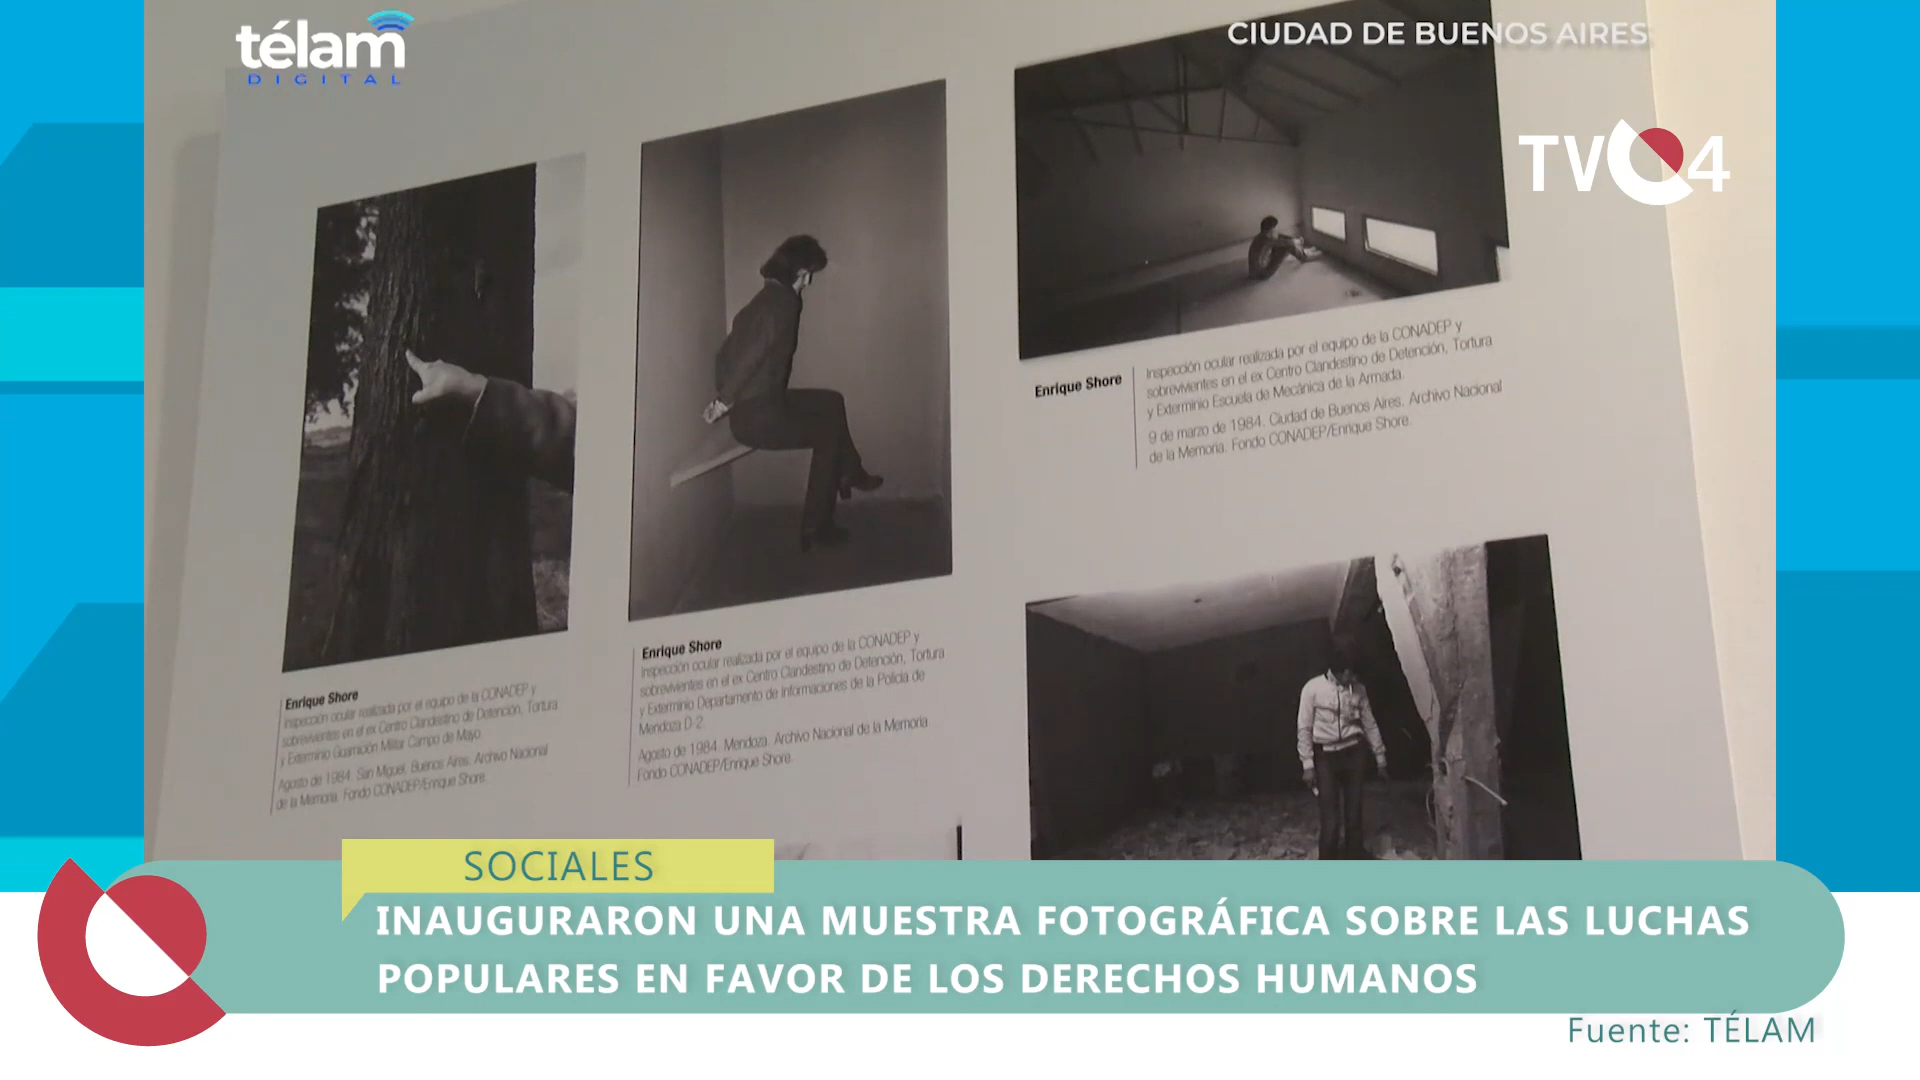 télam
DIGITAL
CIUDAD DE BUENOS AIRES
TV 4
Enrique Shore
Inspección ocular realizada por el equipo de la CONADEP y
sobrevivientes en el ex Centro Clandestino de Detención, Tortura
y Exterminio Escuela de Mecánica de la Armada.
9 de marzo de 1984. Ciudad de Buenos Aires. Archivo Nacional
de la Memoria. Fondo CONADEP/Enrique Shore.
Enrique Shore
Inspección ocular realizada por el equipo de la CONADEP y
sobrevivientes en el ex Centro Clandestino de Detención, Tortura
y Exterminio Departamento de Informaciones de la Policía de
Mendoza D-2.
Agosto de 1984. Mendoza. Archivo Nacional de la Memoria
Fondo CONADEP/Enrique Shore.
Enrique Shore
Inspección ocular realizada por el equipo de la CONADEP y
sobrevivientes en el ex Centro Clandestino de Detención, Tortura
y Exterminio Guarnición Militar Campo de Mayo.
Agosto de 1984. San Miguel. Buenos Aires. Archivo Nacional
de la Memoria. Fondo CONADEP/Enrique Shore.
SOCIALES
INAUGURARON UNA MUESTRA FOTOGRÁFICA SOBRE LAS LUCHAS
POPULARES EN FAVOR DE LOS DERECHOS HUMANOS
Fuente: TÉLAM